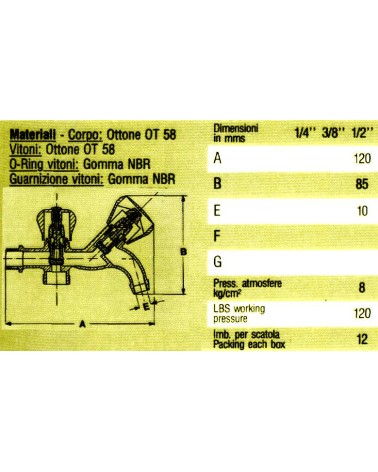 Materiali - Corpo: Ottone OT 58
Vitoni: Ottone OT 58
O-Ring vitoni: Gomma NBR
Guarnizione vitoni: Gomma NBR
A
B
E
Dimensioni
in mms 1/4'' 3/8'' 1/2''
A 120
B 85
E 10
F
G
Press. atmosfere
kg/cm² 8
LBS working
pressure 120
Imb. per scatola
Packing each box 12